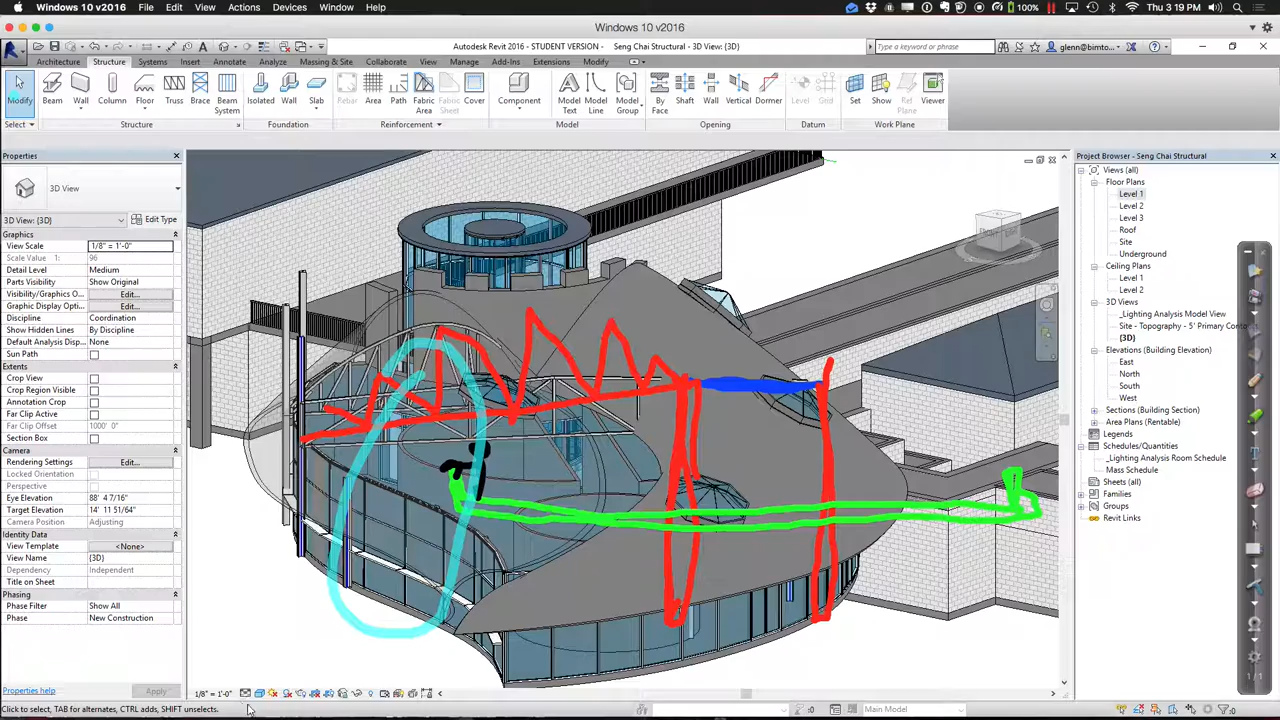 Windows 10 v2016 File Edit View Actions Devices Window Help 100% Thu 3:19 PM
Windows 10 v2016
Autodesk Revit 2016 - STUDENT VERSION - Seng Chai Structural - 3D View: {3D} Type a keyword or phrase glenn@bimto...
Architecture Structure Systems Insert Annotate Analyze Massing & Site Collaborate View Manage Add-Ins Extensions Modify
Modify Beam Wall Column Floor Truss Brace Beam System Isolated Wall Slab Rebar Area Path Fabric Area Fabric Sheet Cover Component Model Text Model Line Model Group By Face Shaft Wall Vertical Dormer Level Grid Set Show Ref Plane Viewer
Select Structure Foundation Reinforcement Model Opening Datum Work Plane
Properties
3D View
3D View: {3D} Edit Type
Graphics
View Scale 1/8" = 1'-0"
Scale Value 1: 96
Detail Level Medium
Parts Visibility Show Original
Visibility/Graphics O... Edit...
Graphic Display Opti... Edit...
Discipline Coordination
Show Hidden Lines By Discipline
Default Analysis Disp... None
Sun Path
Extents
Crop View
Crop Region Visible
Annotation Crop
Far Clip Active
Far Clip Offset 1000' 0"
Section Box
Camera
Rendering Settings Edit...
Locked Orientation
Perspective
Eye Elevation 88' 4 7/16"
Target Elevation 14' 11 51/64"
Camera Position Adjusting
Identity Data
View Template <None>
View Name {3D}
Dependency Independent
Title on Sheet
Phasing
Phase Filter Show All
Phase New Construction
Properties help Apply
Project Browser - Seng Chai Structural
Views (all)
Floor Plans
Level 1
Level 2
Level 3
Roof
Site
Underground
Ceiling Plans
Level 1
Level 2
3D Views
_Lighting Analysis Model View
Site - Topography - 5' Primary Conto
{3D}
Elevations (Building Elevation)
East
North
South
West
Sections (Building Section)
Area Plans (Rentable)
Legends
Schedules/Quantities
_Lighting Analysis Room Schedule
Mass Schedule
Sheets (all)
Families
Groups
Revit Links
1/1
1/8" = 1'-0"
Click to select, TAB for alternates, CTRL adds, SHIFT unselects. :0 Main Model :0